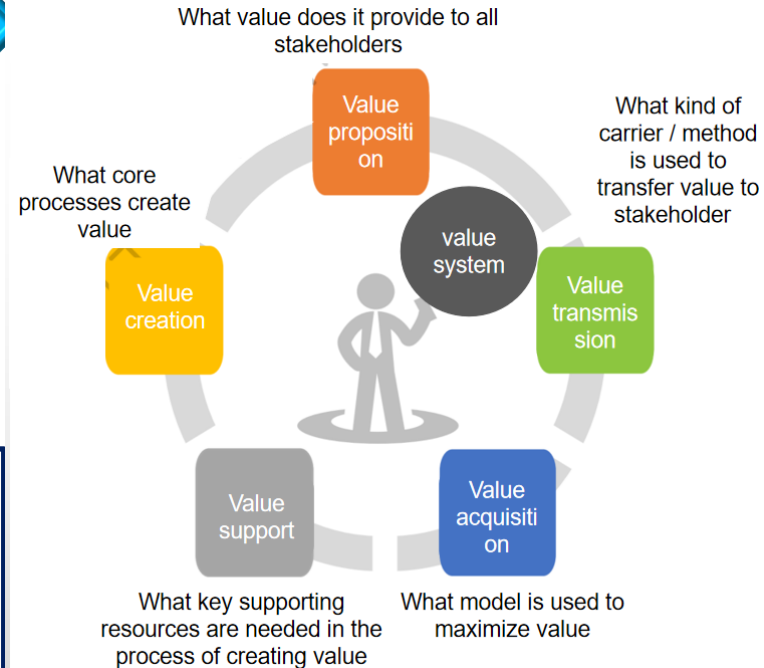 What value does it provide to all
stakeholders
Value
propositi
on
What kind of
carrier / method
is used to
transfer value to
stakeholder
What core
processes create
value
value
system
Value
creation
Value
transmis
sion
Value
support
Value
acquisiti
on
What key supporting
resources are needed in the
process of creating value
What model is used to
maximize value